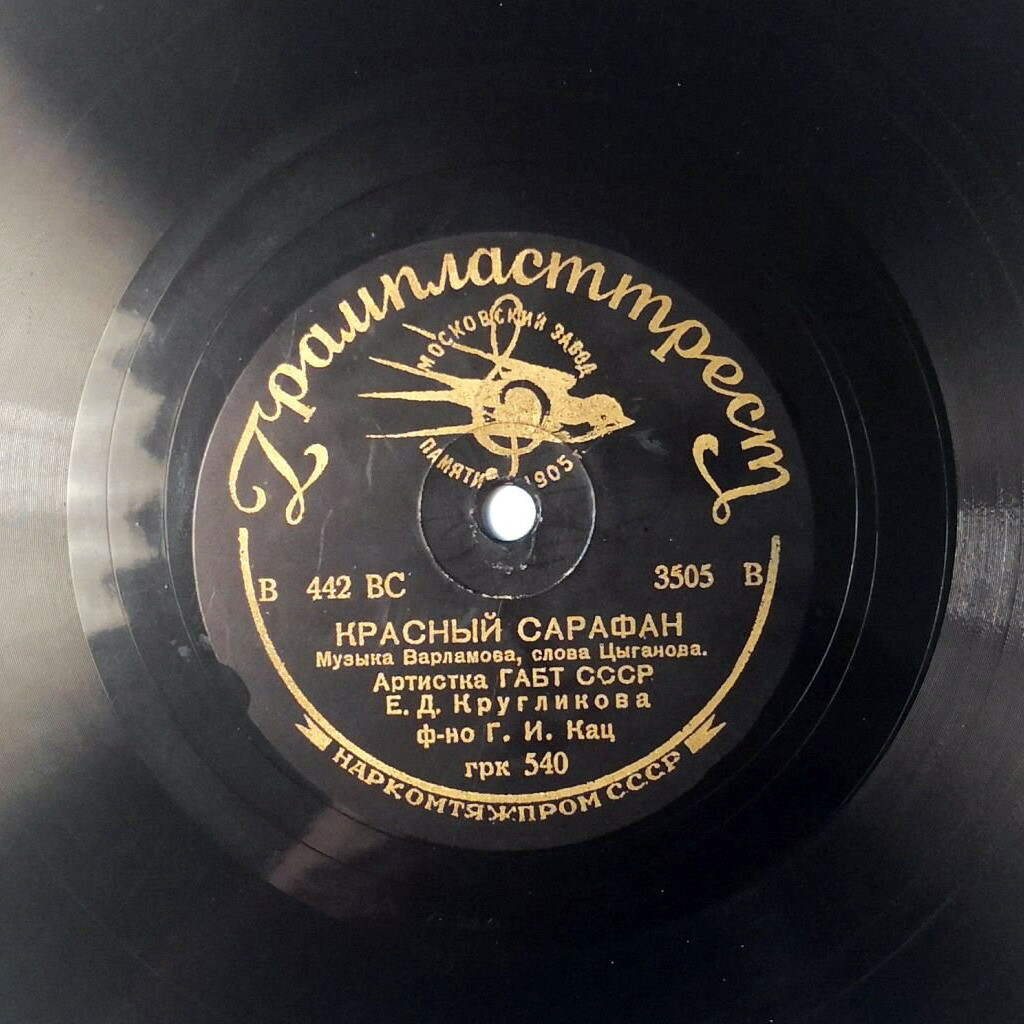 Грампласттрест
МОСКОВСКИЙ ЗАВОД
ПАМЯТИ 1905
В 442 ВС 3505 В
КРАСНЫЙ САРАФАН
Музыка Варламова, слова Цыганова.
Артистка ГАБТ СССР
Е. Д. Кругликова
ф-но Г. И. Кац
грк 540
НАРКОМТЯЖПРОМ СССР